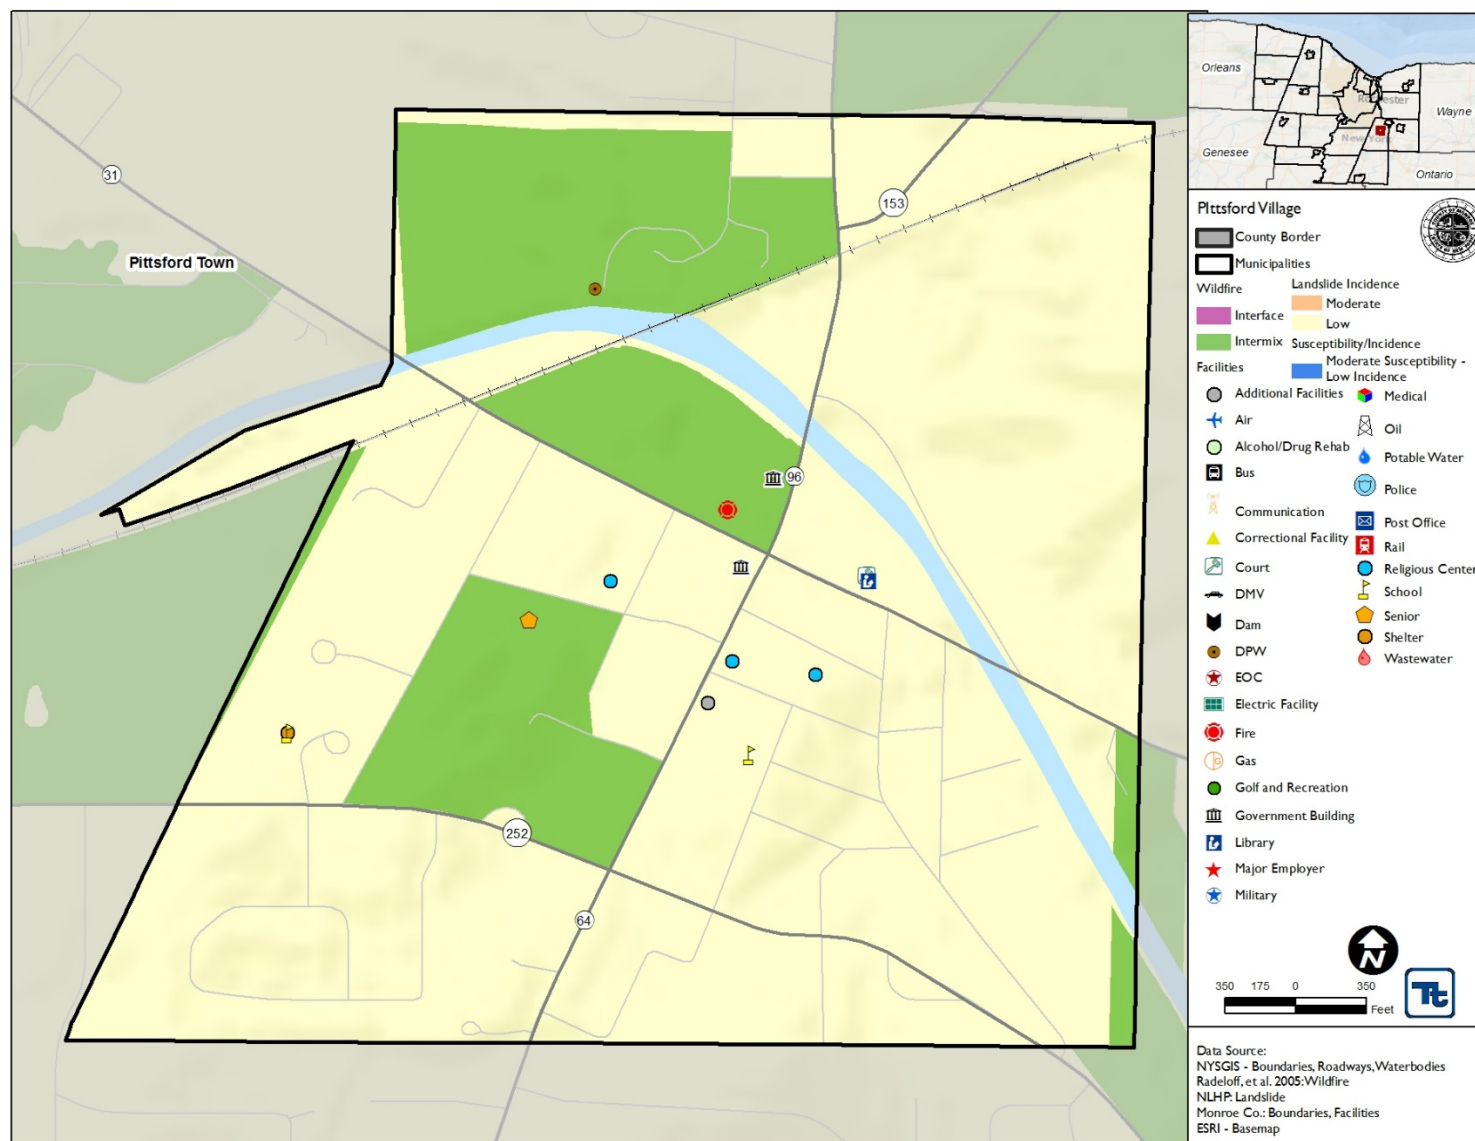 31
153
Pittsford Town
96
252
64
Orleans
Rochester
Wayne
New York
Genesee
Ontario
PIttsford Village
County Border
Municipalities
Wildfire
Interface
Intermix
Landslide Incidence
Moderate
Low
Susceptibility/Incidence
Moderate Susceptibility -
Low Incidence
Facilities
Additional Facilities
Air
Alcohol/Drug Rehab
Bus
Communication
Correctional Facility
Court
DMV
Dam
DPW
EOC
Electric Facility
Fire
Gas
Golf and Recreation
Government Building
Library
Major Employer
Military
Medical
Oil
Potable Water
Police
Post Office
Rail
Religious Center
School
Senior
Shelter
Wastewater
N
350 175 0 350
Feet
Tt
Data Source:
NYSGIS - Boundaries, Roadways, Waterbodies
Radeloff, et al. 2005: Wildfire
NLHP: Landslide
Monroe Co.: Boundaries, Facilities
ESRI - Basemap